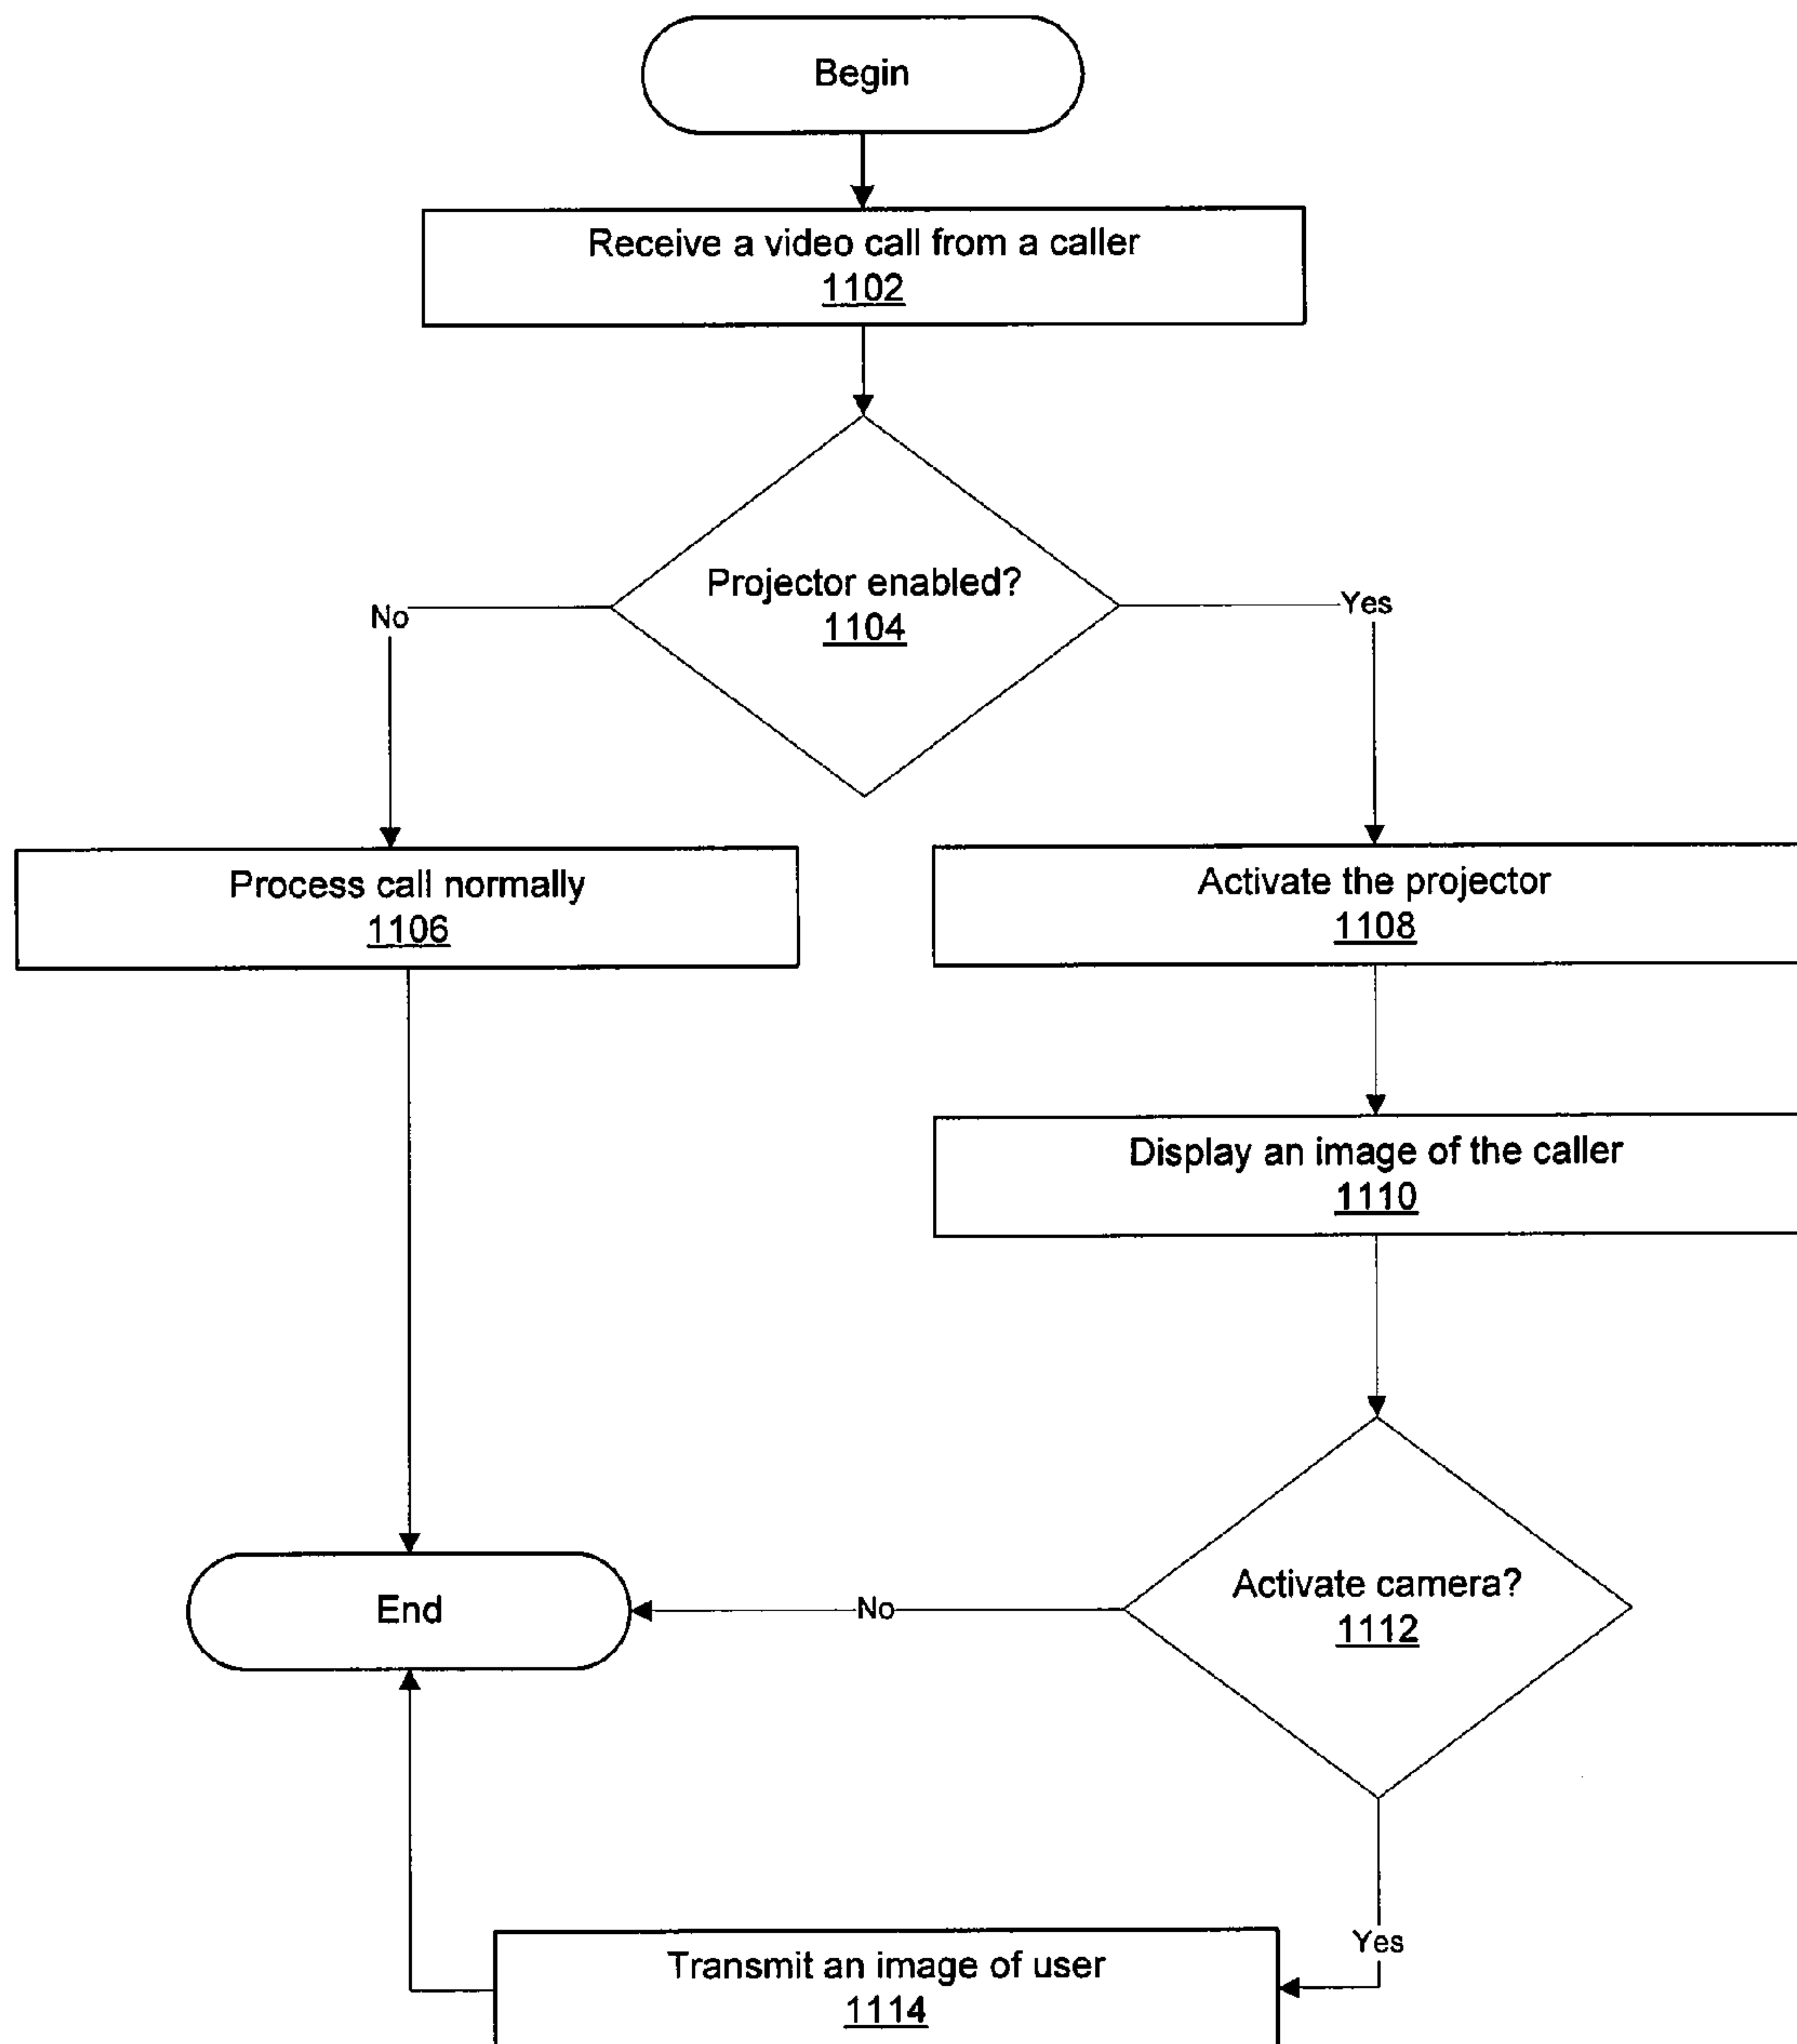 Begin
Receive a video call from a caller
1102
Projector enabled?
1104
No
Yes
Process call normally
1106
Activate the projector
1108
Display an image of the caller
1110
Activate camera?
1112
No
End
Yes
Transmit an image of user
1114